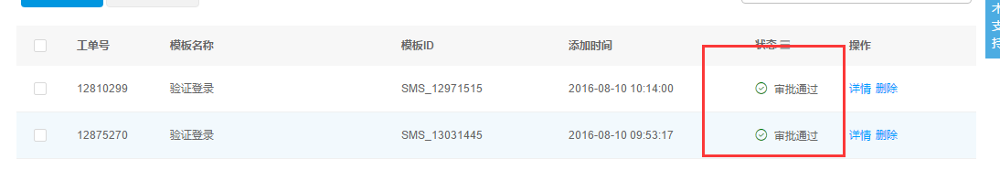 工单号 模板名称 模板ID 添加时间 状态 操作
12810299 验证登录 SMS_12971515 2016-08-10 10:14:00 审批通过 详情 删除
12875270 验证登录 SMS_13031445 2016-08-10 09:53:17 审批通过 详情 删除
支
持